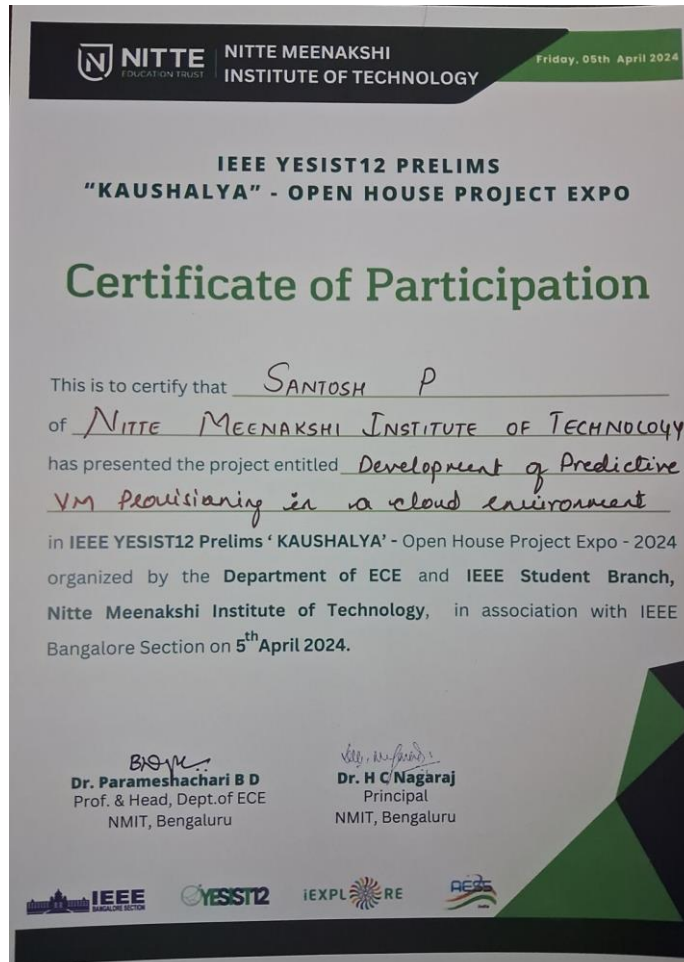 NITTE
EDUCATION TRUST
NITTE MEENAKSHI
INSTITUTE OF TECHNOLOGY
Friday, 05th April 2024
IEEE YESIST12 PRELIMS
“KAUSHALYA” - OPEN HOUSE PROJECT EXPO
Certificate of Participation
This is to certify that SANTOSH P
of NITTE MEENAKSHI INSTITUTE OF TECHNOLOGY
has presented the project entitled Development of Predictive
VM Provisioning in a cloud environment
in IEEE YESIST12 Prelims ‘ KAUSHALYA’ - Open House Project Expo - 2024
organized by the Department of ECE and IEEE Student Branch,
Nitte Meenakshi Institute of Technology, in association with IEEE
Bangalore Section on 5th April 2024.
Dr. Parameshachari B D
Prof. & Head, Dept.of ECE
NMIT, Bengaluru
Dr. H C Nagaraj
Principal
NMIT, Bengaluru
IEEE
BANGALORE SECTION
YESIST12
iEXPLORE
AESS
India